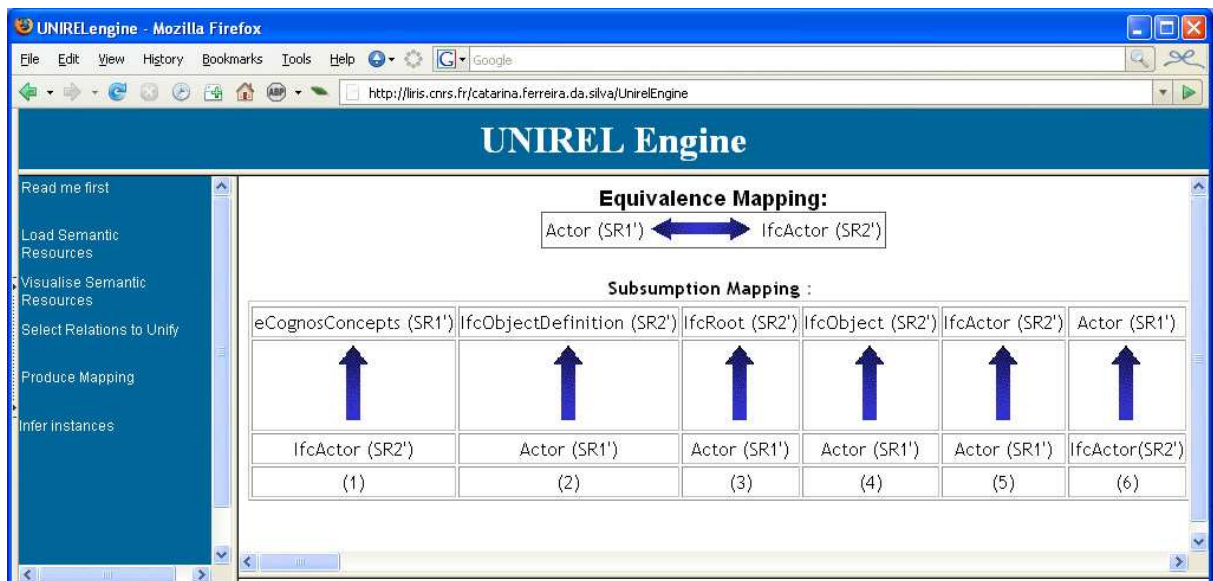 UNIRELengine - Mozilla Firefox
File Edit View History Bookmarks Tools Help G Google
ABP http://liris.cnrs.fr/catarina.ferreira.da.silva/UnirelEngine
UNIREL Engine
Read me first
Load Semantic
Resources
Visualise Semantic
Resources
Select Relations to Unify
Produce Mapping
Infer instances
Equivalence Mapping:
Actor (SR1') IfcActor (SR2')
Subsumption Mapping :
eCognosConcepts (SR1') IfcObjectDefinition (SR2') IfcRoot (SR2') IfcObject (SR2') IfcActor (SR2') Actor (SR1')
IfcActor (SR2') Actor (SR1') Actor (SR1') Actor (SR1') Actor (SR1') IfcActor(SR2')
(1) (2) (3) (4) (5) (6)